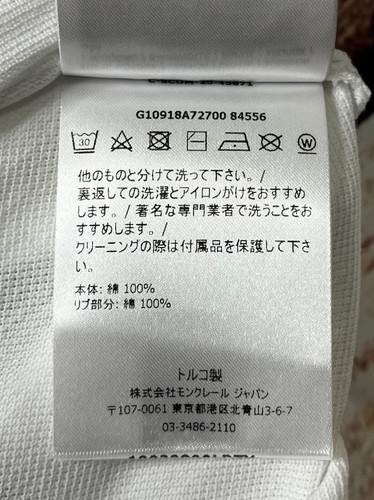 G10918A72700 84556
30
W
他のものと分けて洗って下さい。/
裏返しての洗濯とアイロンがけをおすすめ
します。/ 著名な専門業者で洗うことをお
すすめします。/
クリーニングの際は付属品を保護して下さ
い。
本体: 綿 100%
リブ部分: 綿 100%
トルコ製
株式会社モンクレール ジャパン
〒107-0061 東京都港区北青山3-6-7
03-3486-2110